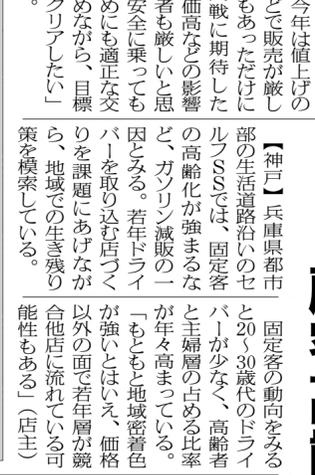 今年は値上げの
どで販売が厳し
もあっただけに
戦に期待した
価高などの影響
者も厳しいと思
安全に乗っても
めにも適正な交
めながら、目標
クリアしたい」
。
【神戸】兵庫県都市
部の生活道路沿いのセ
ルフSSでは、固定客
の高齢化が強まるな
ど、ガソリン減販の一
因とみる。若年ドライ
バーを取り込む店づく
りを課題にあげなが
ら、地域での生き残り
策を模索している。
固定客の動向をみる
と20〜30歳代のドライ
バーが少なく、高齢者
と主婦層の占める比率
が年々高まっている。
「もともと地域密着色
が強いとはいえ、価格
以外の面で若年層が競
合他店に流れている可
能性もある」（店主）